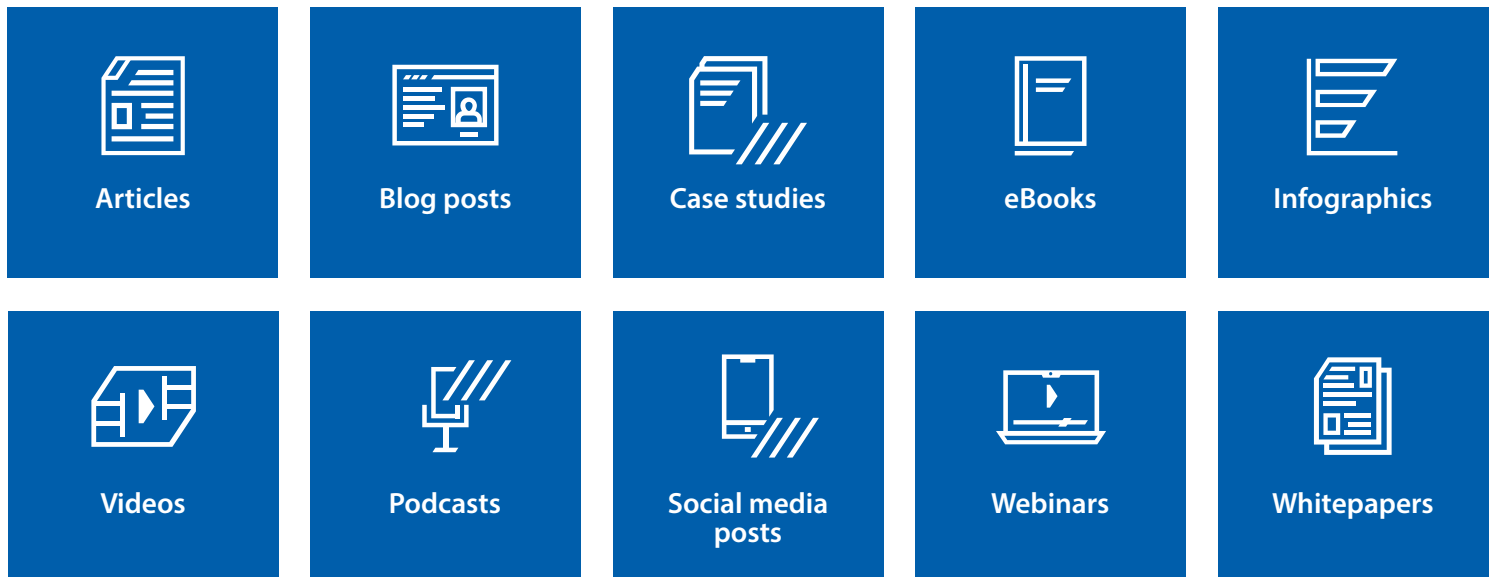 Articles
Blog posts
Case studies
eBooks
Infographics
Videos
Podcasts
Social media
posts
Webinars
Whitepapers